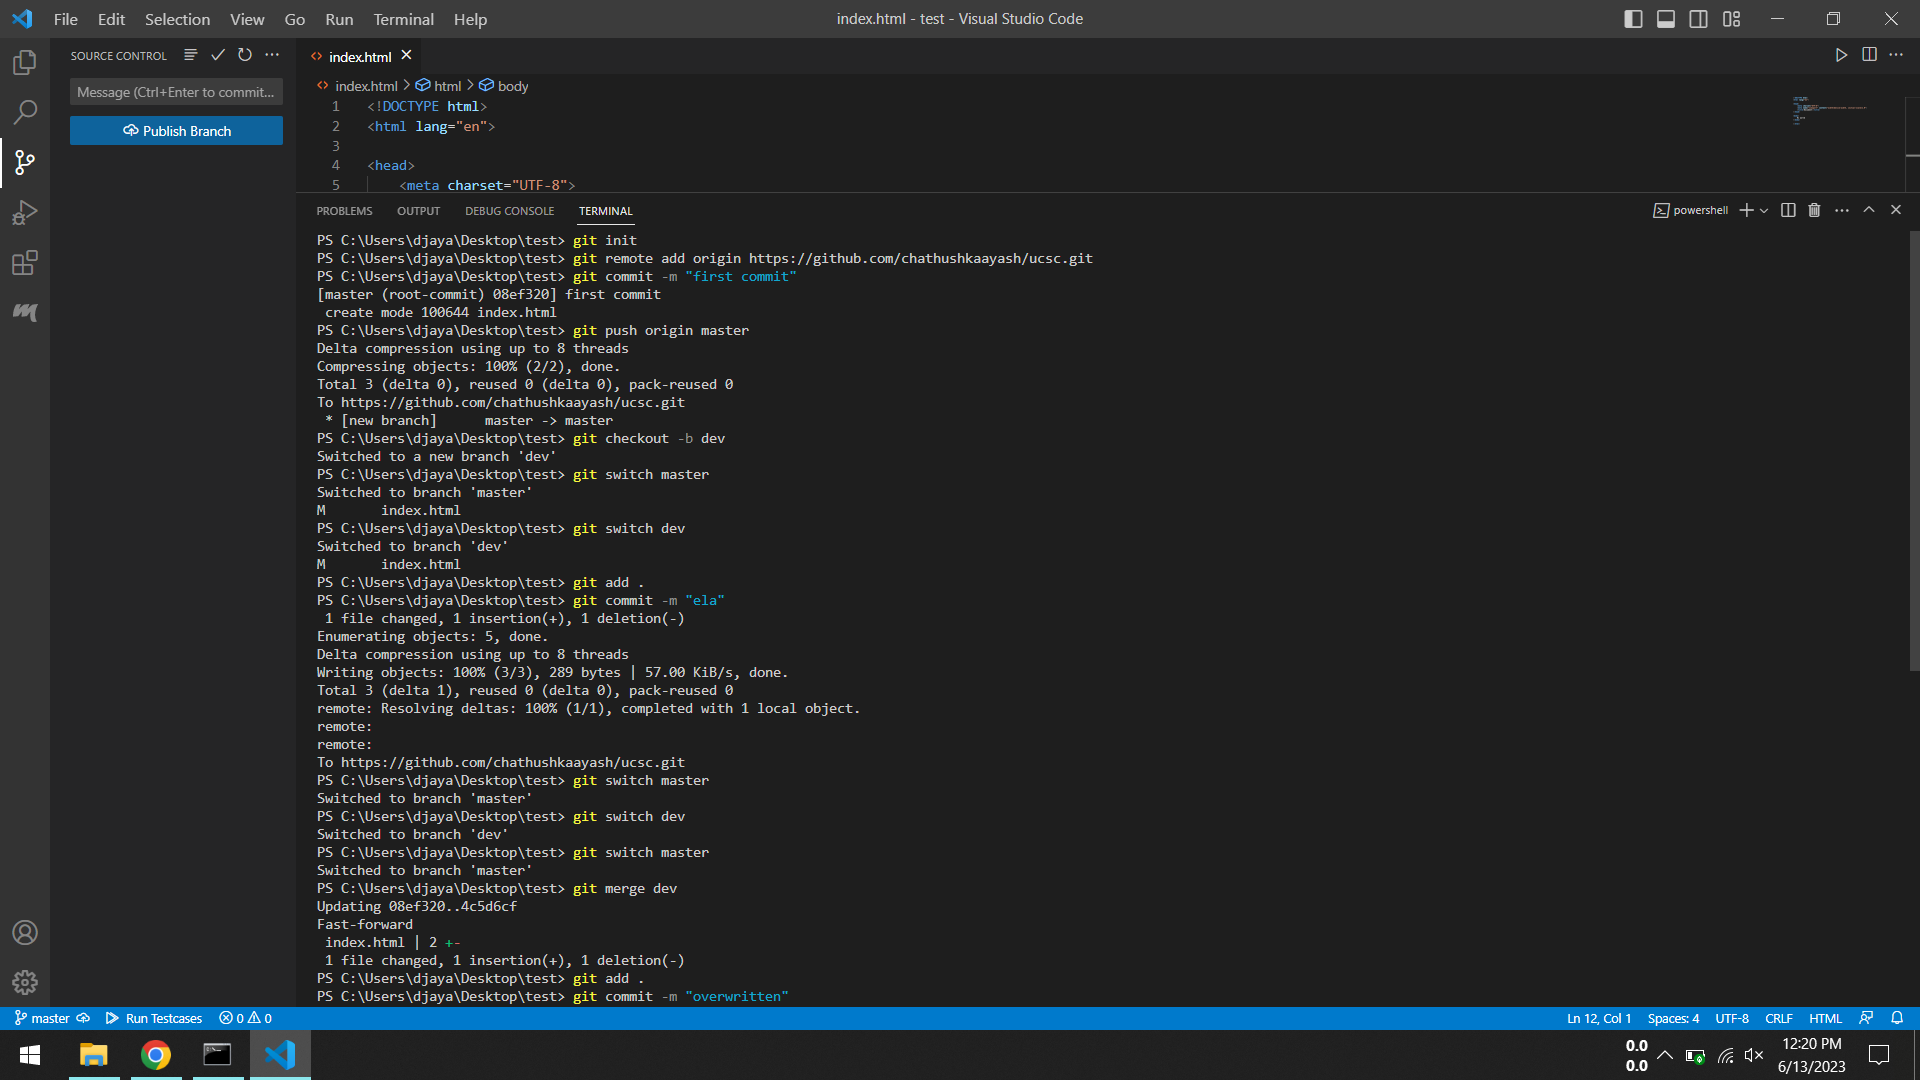 File Edit Selection View Go Run Terminal Help
index.html - test - Visual Studio Code
SOURCE CONTROL
Message (Ctrl+Enter to commit...
Publish Branch
index.html
index.html > html > body
1 <!DOCTYPE html>
2 <html lang="en">
3
4 <head>
5 <meta charset="UTF-8">
PROBLEMS OUTPUT DEBUG CONSOLE TERMINAL
powershell
PS C:\Users\djaya\Desktop\test> git init
PS C:\Users\djaya\Desktop\test> git remote add origin https://github.com/chathushkaayash/ucsc.git
PS C:\Users\djaya\Desktop\test> git commit -m "first commit"
[master (root-commit) 08ef320] first commit
create mode 100644 index.html
PS C:\Users\djaya\Desktop\test> git push origin master
Delta compression using up to 8 threads
Compressing objects: 100% (2/2), done.
Total 3 (delta 0), reused 0 (delta 0), pack-reused 0
To https://github.com/chathushkaayash/ucsc.git
* [new branch] master -> master
PS C:\Users\djaya\Desktop\test> git checkout -b dev
Switched to a new branch 'dev'
PS C:\Users\djaya\Desktop\test> git switch master
Switched to branch 'master'
M index.html
PS C:\Users\djaya\Desktop\test> git switch dev
Switched to branch 'dev'
M index.html
PS C:\Users\djaya\Desktop\test> git add .
PS C:\Users\djaya\Desktop\test> git commit -m "ela"
1 file changed, 1 insertion(+), 1 deletion(-)
Enumerating objects: 5, done.
Delta compression using up to 8 threads
Writing objects: 100% (3/3), 289 bytes | 57.00 KiB/s, done.
Total 3 (delta 1), reused 0 (delta 0), pack-reused 0
remote: Resolving deltas: 100% (1/1), completed with 1 local object.
remote:
remote:
To https://github.com/chathushkaayash/ucsc.git
PS C:\Users\djaya\Desktop\test> git switch master
Switched to branch 'master'
PS C:\Users\djaya\Desktop\test> git switch dev
Switched to branch 'dev'
PS C:\Users\djaya\Desktop\test> git switch master
Switched to branch 'master'
PS C:\Users\djaya\Desktop\test> git merge dev
Updating 08ef320..4c5d6cf
Fast-forward
index.html | 2 +-
1 file changed, 1 insertion(+), 1 deletion(-)
PS C:\Users\djaya\Desktop\test> git add .
PS C:\Users\djaya\Desktop\test> git commit -m "overwritten"
master Run Testcases 0 0
Ln 12, Col 1 Spaces: 4 UTF-8 CRLF HTML
0.0
0.0
12:20 PM
6/13/2023